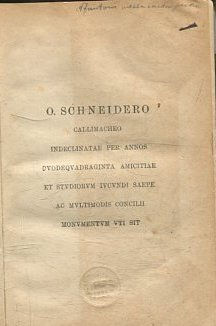 O. SCHNEIDERO
CALLIMACHEO
INDECLINATAE PER ANNOS
DVODEQVADRAGINTA AMICITIAE
ET STVDIORVM IVCVNDI SAEPE
AC MVLTIMODIS CONCILII
MONVMENTVM VTI SIT